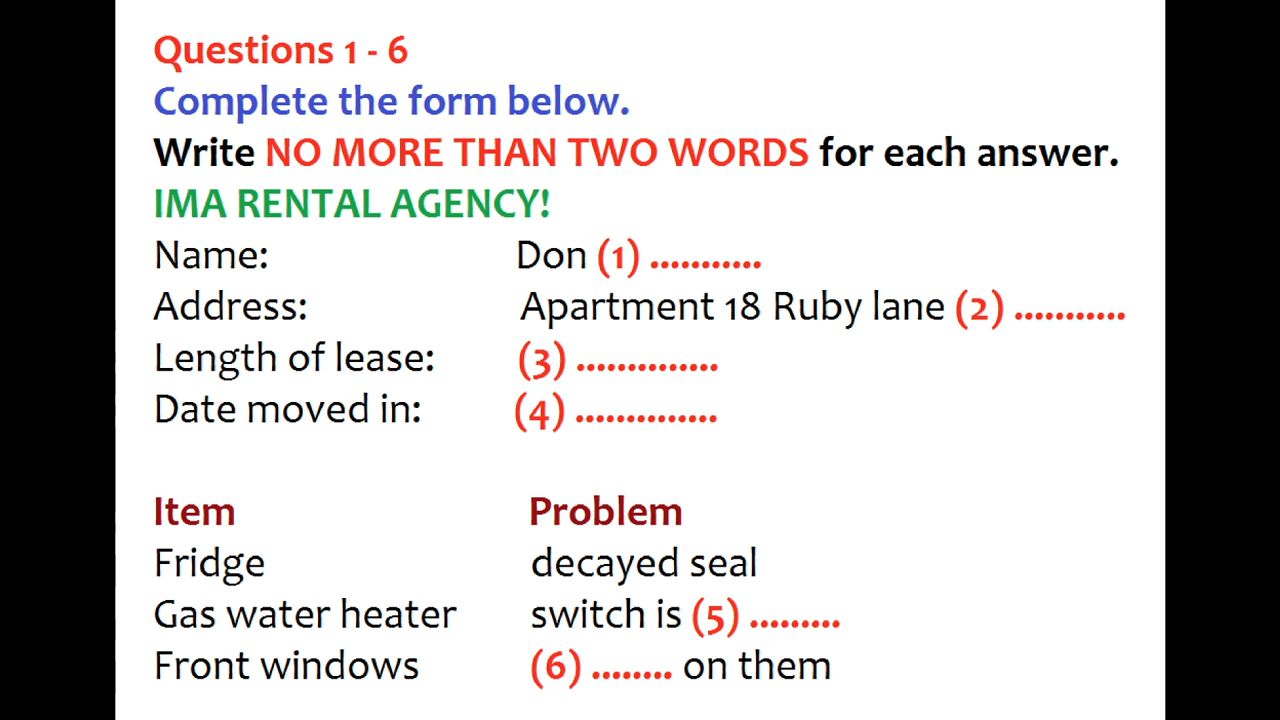 Questions 1 - 6
Complete the form below.
Write NO MORE THAN TWO WORDS for each answer.
IMA RENTAL AGENCY!
Name: Don (1) ...........
Address: Apartment 18 Ruby lane (2) ...........
Length of lease: (3) ..............
Date moved in: (4) ..............
Item Problem
Fridge decayed seal
Gas water heater switch is (5) .........
Front windows (6) ........ on them